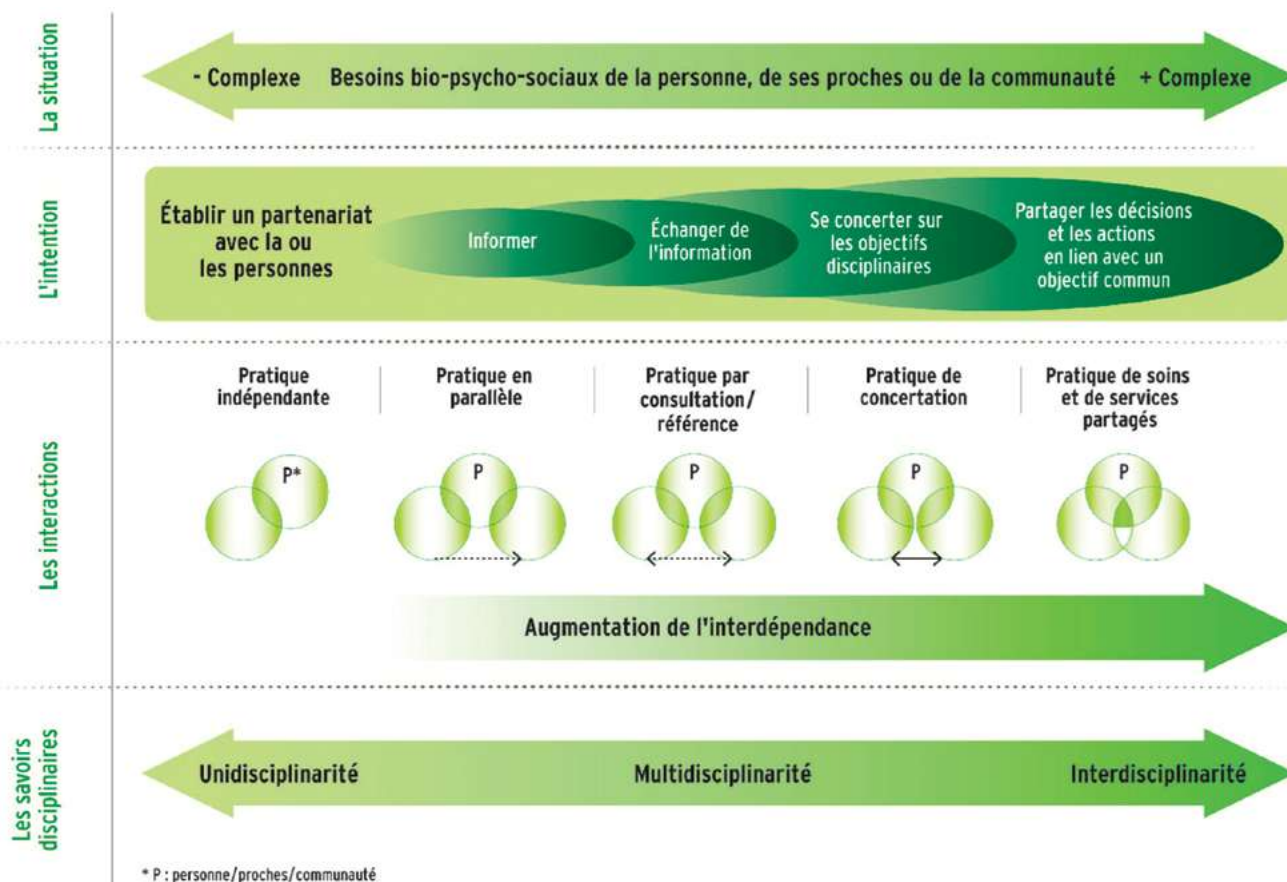 La situation
- Complexe Besoins bio-psycho-sociaux de la personne, de ses proches ou de la communauté + Complexe
L'intention
Établir un partenariat
avec la ou
les personnes
Informer
Échanger de
l'information
Se concerter sur
les objectifs
disciplinaires
Partager les décisions
et les actions
en lien avec un
objectif commun
Les interactions
Pratique
indépendante
Pratique en
parallèle
Pratique par
consultation/
référence
Pratique de
concertation
Pratique de soins
et de services
partagés
P*
P
P
P
P
Augmentation de l'interdépendance
Les savoirs
disciplinaires
Unidisciplinarité Multidisciplinarité Interdisciplinarité
* P : personne/proches/communauté